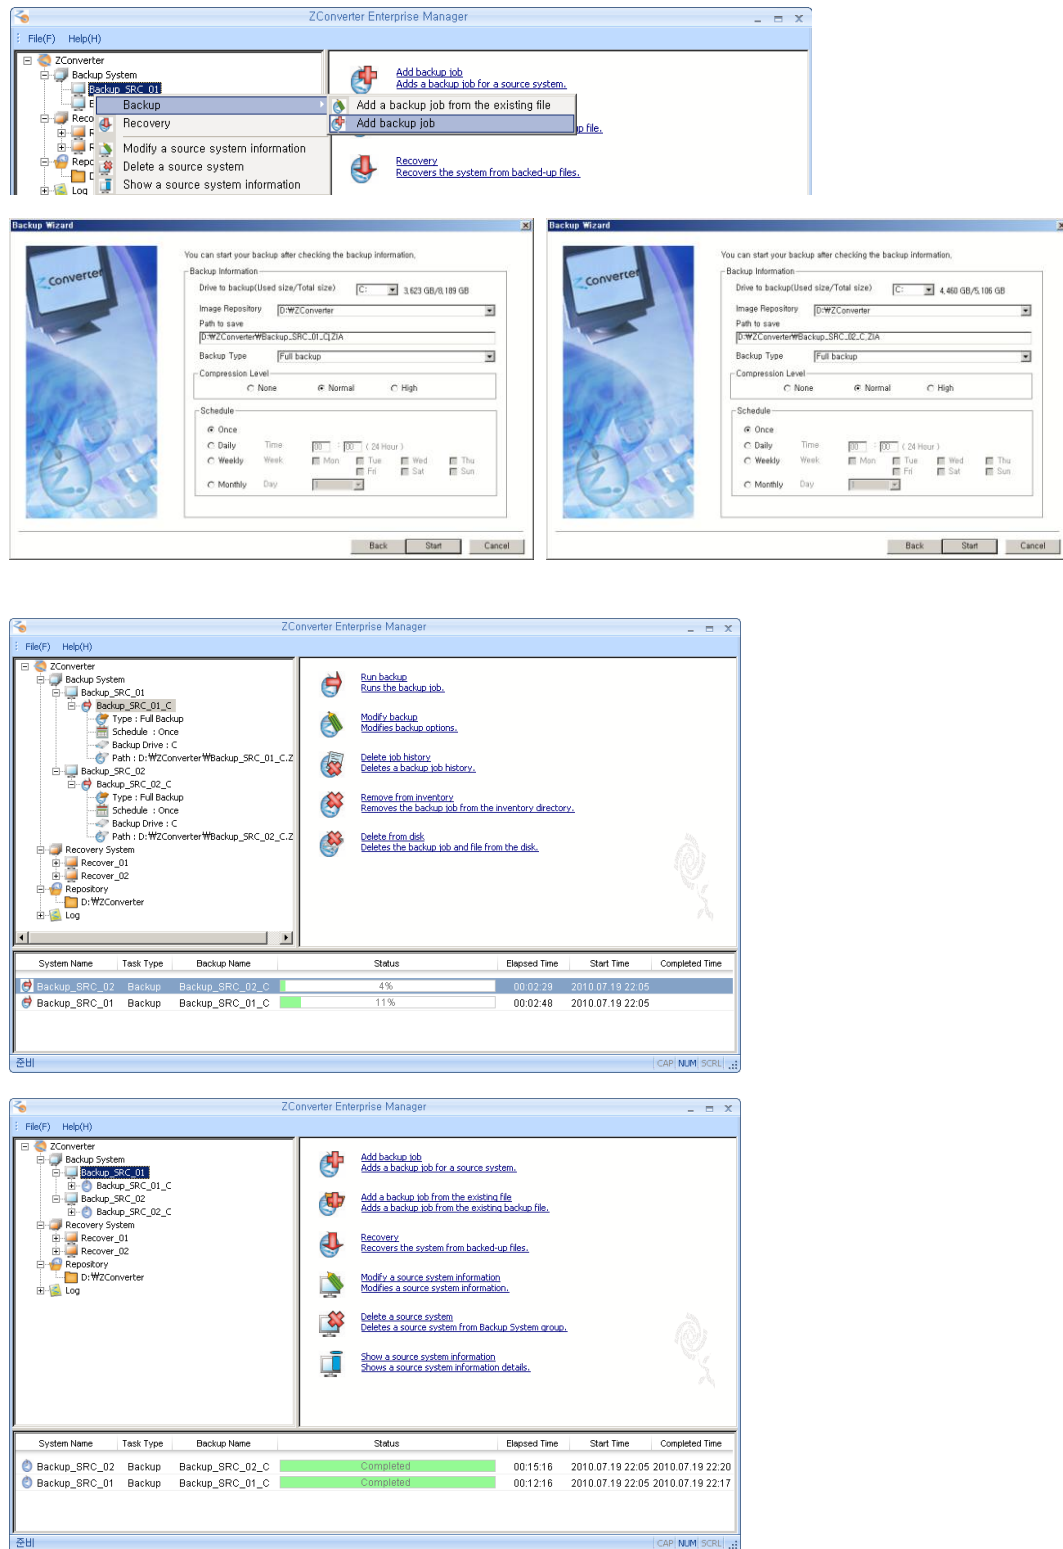 ZConverter Enterprise Manager
File(F) Help(H)
ZConverter
Backup System
Backup_SRC_01
Backup
Recovery
Modify a source system information
Delete a source system
Show a source system information
Log
Add a backup job from the existing file
Add backup job
Add backup job
Adds a backup job for a source system.
up file.
Recovery
Recovers the system from backed-up files.
Backup Wizard
ZConverter
You can start your backup after checking the backup information.
Backup Information
Drive to backup(Used size/Total size) C: 3,623 GB/8,189 GB
Image Repository D:₩ZConverter
Path to save
D:₩ZConverter₩Backup_SRC_01_C.ZIA
Backup Type Full backup
Compression Level
None Normal High
Schedule
Once
Daily Time 00 : 00 ( 24 Hour )
Weekly Week Mon Tue Wed Thu
Fri Sat Sun
Monthly Day 1
Back Start Cancel
Backup Wizard
ZConverter
You can start your backup after checking the backup information.
Backup Information
Drive to backup(Used size/Total size) C: 4,460 GB/5,106 GB
Image Repository D:₩ZConverter
Path to save
D:₩ZConverter₩Backup_SRC_02_C.ZIA
Backup Type Full backup
Compression Level
None Normal High
Schedule
Once
Daily Time 00 : 00 ( 24 Hour )
Weekly Week Mon Tue Wed Thu
Fri Sat Sun
Monthly Day 1
Back Start Cancel
ZConverter Enterprise Manager
File(F) Help(H)
ZConverter
Backup System
Backup_SRC_01
Backup_SRC_01_C
Type : Full Backup
Schedule : Once
Backup Drive : C
Path : D:₩ZConverter₩Backup_SRC_01_C.Z
Backup_SRC_02
Backup_SRC_02_C
Type : Full Backup
Schedule : Once
Backup Drive : C
Path : D:₩ZConverter₩Backup_SRC_02_C.Z
Recovery System
Recover_01
Recover_02
Repository
D:₩ZConverter
Log
Run backup
Runs the backup job.
Modify backup
Modifies backup options.
Delete job history
Deletes a backup job history.
Remove from inventory
Removes the backup job from the inventory directory.
Delete from disk
Deletes the backup job and file from the disk.
System Name Task Type Backup Name Status Elapsed Time Start Time Completed Time
Backup_SRC_02 Backup Backup_SRC_02_C 4% 00:02:29 2010.07.19 22:05
Backup_SRC_01 Backup Backup_SRC_01_C 11% 00:02:48 2010.07.19 22:05
준비 CAP NUM SCRL
ZConverter Enterprise Manager
File(F) Help(H)
ZConverter
Backup System
Backup_SRC_01
Backup_SRC_01_C
Backup_SRC_02
Backup_SRC_02_C
Recovery System
Recover_01
Recover_02
Repository
D:₩ZConverter
Log
Add backup job
Adds a backup job for a source system.
Add a backup job from the existing file
Adds a backup job from the existing backup file.
Recovery
Recovers the system from backed-up files.
Modify a source system information
Modifies a source system information.
Delete a source system
Deletes a source system from Backup System group.
Show a source system information
Shows a source system information details.
System Name Task Type Backup Name Status Elapsed Time Start Time Completed Time
Backup_SRC_02 Backup Backup_SRC_02_C Completed 00:15:16 2010.07.19 22:05 2010.07.19 22:20
Backup_SRC_01 Backup Backup_SRC_01_C Completed 00:12:16 2010.07.19 22:05 2010.07.19 22:17
준비 CAP NUM SCRL